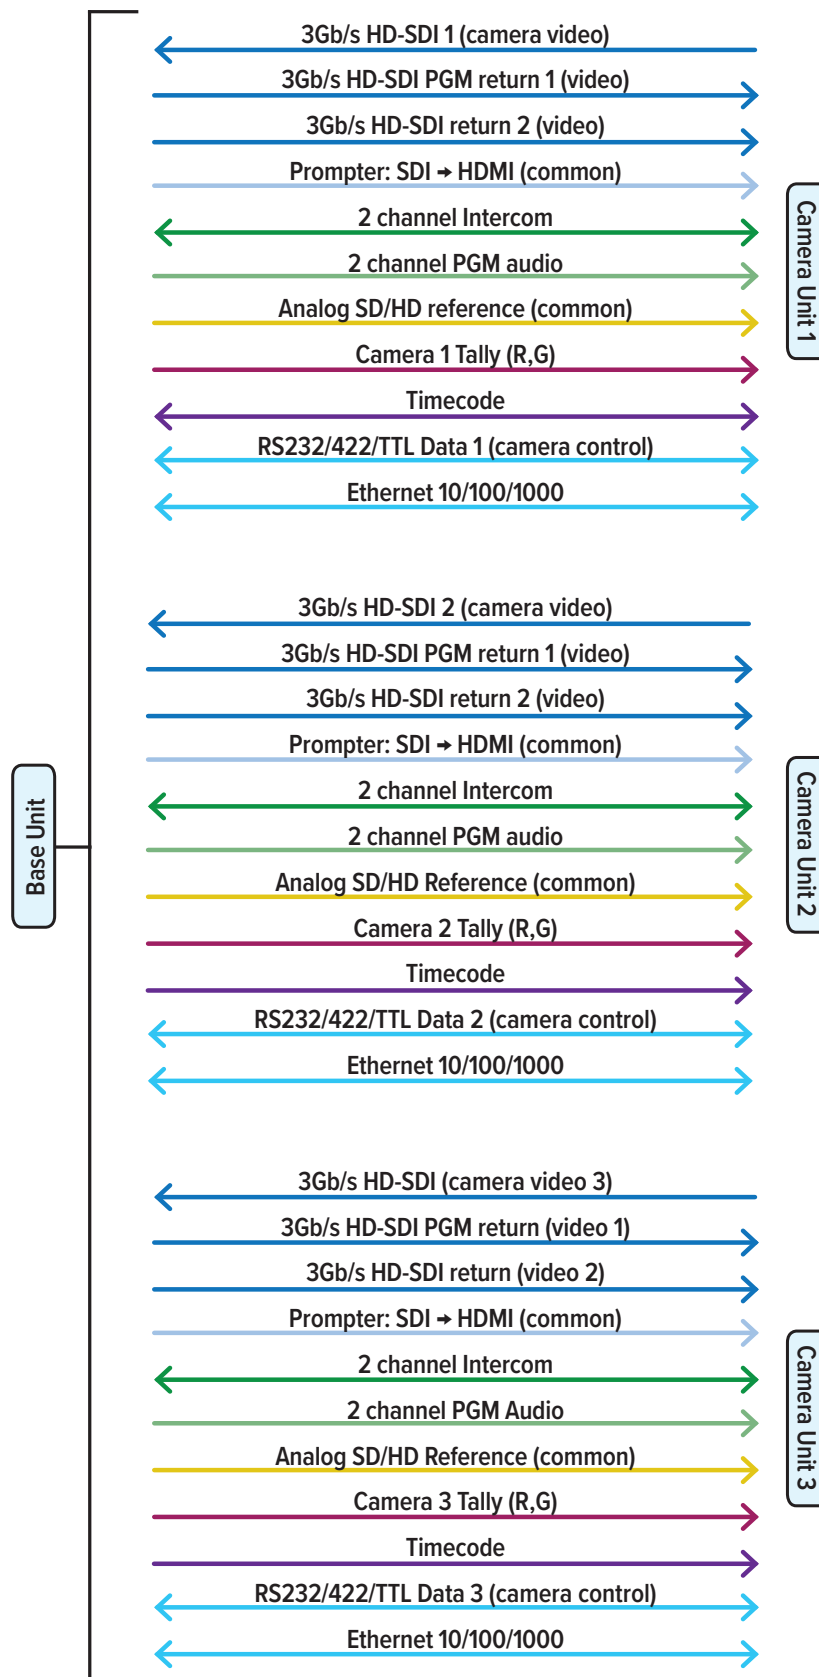 3Gb/s HD-SDI 1 (camera video)
3Gb/s HD-SDI PGM return 1 (video)
3Gb/s HD-SDI return 2 (video)
Prompter: SDI → HDMI (common)
2 channel Intercom
2 channel PGM audio
Analog SD/HD reference (common)
Camera 1 Tally (R,G)
Timecode
RS232/422/TTL Data 1 (camera control)
Ethernet 10/100/1000
Camera Unit 1
3Gb/s HD-SDI 2 (camera video)
3Gb/s HD-SDI PGM return 1 (video)
3Gb/s HD-SDI return 2 (video)
Prompter: SDI → HDMI (common)
2 channel Intercom
2 channel PGM audio
Analog SD/HD Reference (common)
Camera 2 Tally (R,G)
Timecode
RS232/422/TTL Data 2 (camera control)
Ethernet 10/100/1000
Camera Unit 2
Base Unit
3Gb/s HD-SDI (camera video 3)
3Gb/s HD-SDI PGM return (video 1)
3Gb/s HD-SDI return (video 2)
Prompter: SDI → HDMI (common)
2 channel Intercom
2 channel PGM Audio
Analog SD/HD Reference (common)
Camera 3 Tally (R,G)
Timecode
RS232/422/TTL Data 3 (camera control)
Ethernet 10/100/1000
Camera Unit 3